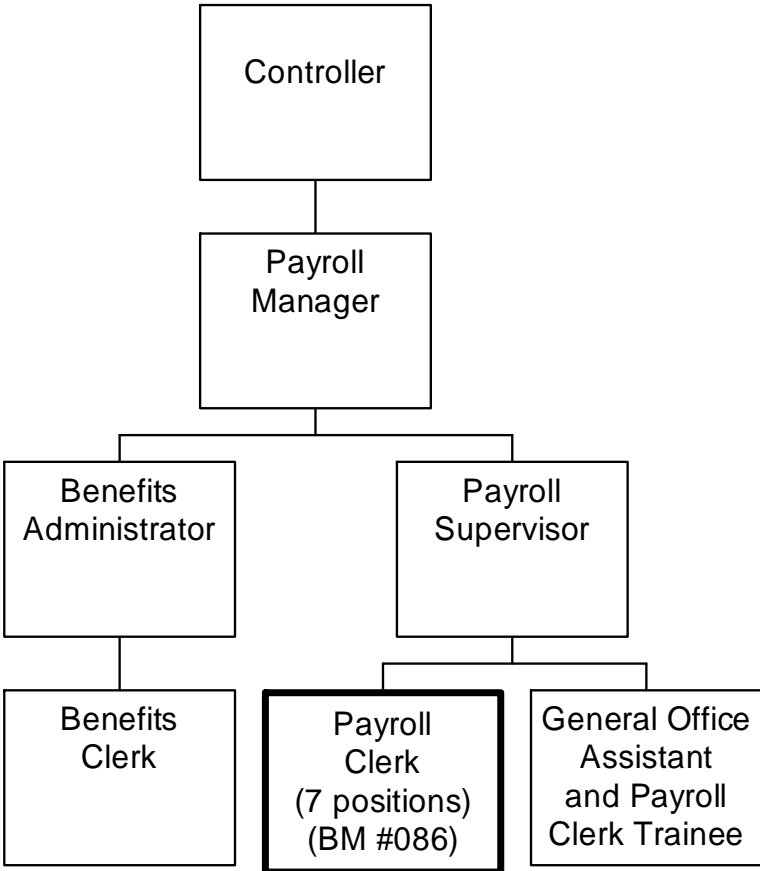 Controller
Payroll
Manager
Benefits
Administrator
Payroll
Supervisor
Benefits
Clerk
Payroll
Clerk
(7 positions)
(BM #086)
General Office
Assistant
and Payroll
Clerk Trainee